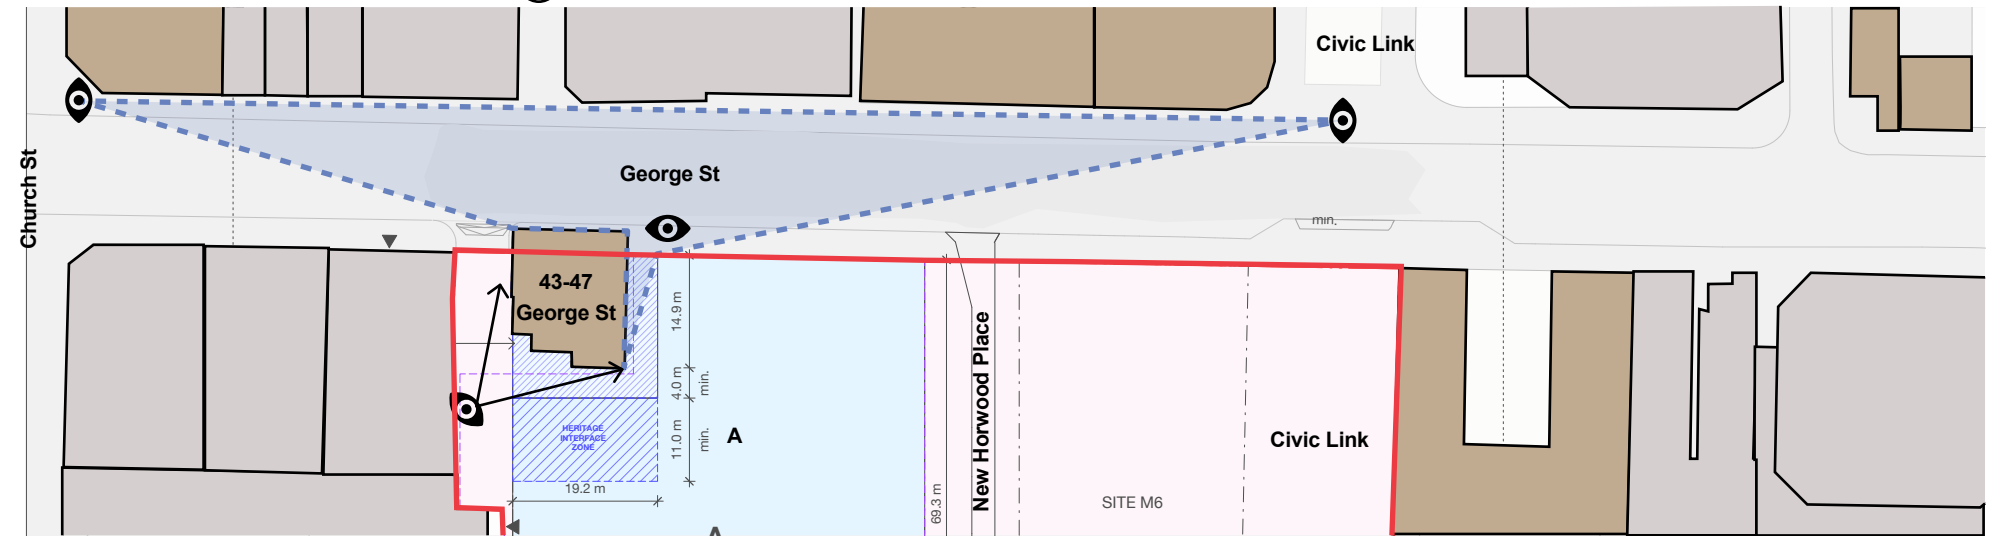 Civic Link
Church St
George St
min.
43-47
George St
14.9 m
4.0 m
min.
11.0 m
min.
HERITAGE
INTERFACE
ZONE
A
19.2 m
69.3 m
New Horwood Place
Civic Link
SITE M6
A